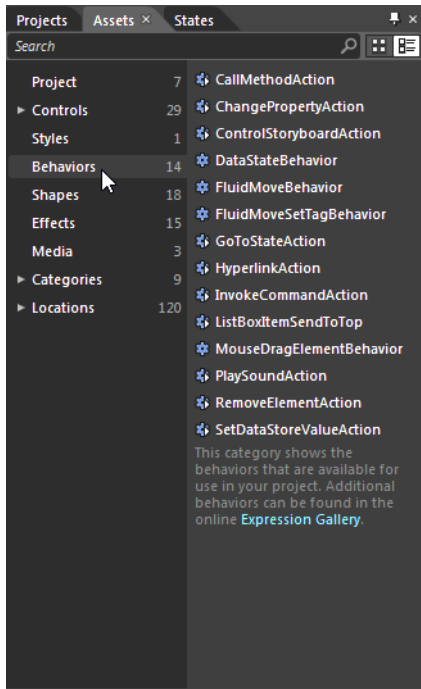 Projects Assets × States
Search
Project 7
Controls 29
Styles 1
Behaviors 14
Shapes 18
Effects 15
Media 3
Categories 9
Locations 120
CallMethodAction
ChangePropertyAction
ControlStoryboardAction
DataStateBehavior
FluidMoveBehavior
FluidMoveSetTagBehavior
GoToStateAction
HyperlinkAction
InvokeCommandAction
ListBoxItemSendToTop
MouseDragElementBehavior
PlaySoundAction
RemoveElementAction
SetDataStoreValueAction
This category shows the
behaviors that are available for
use in your project. Additional
behaviors can be found in the
online Expression Gallery.